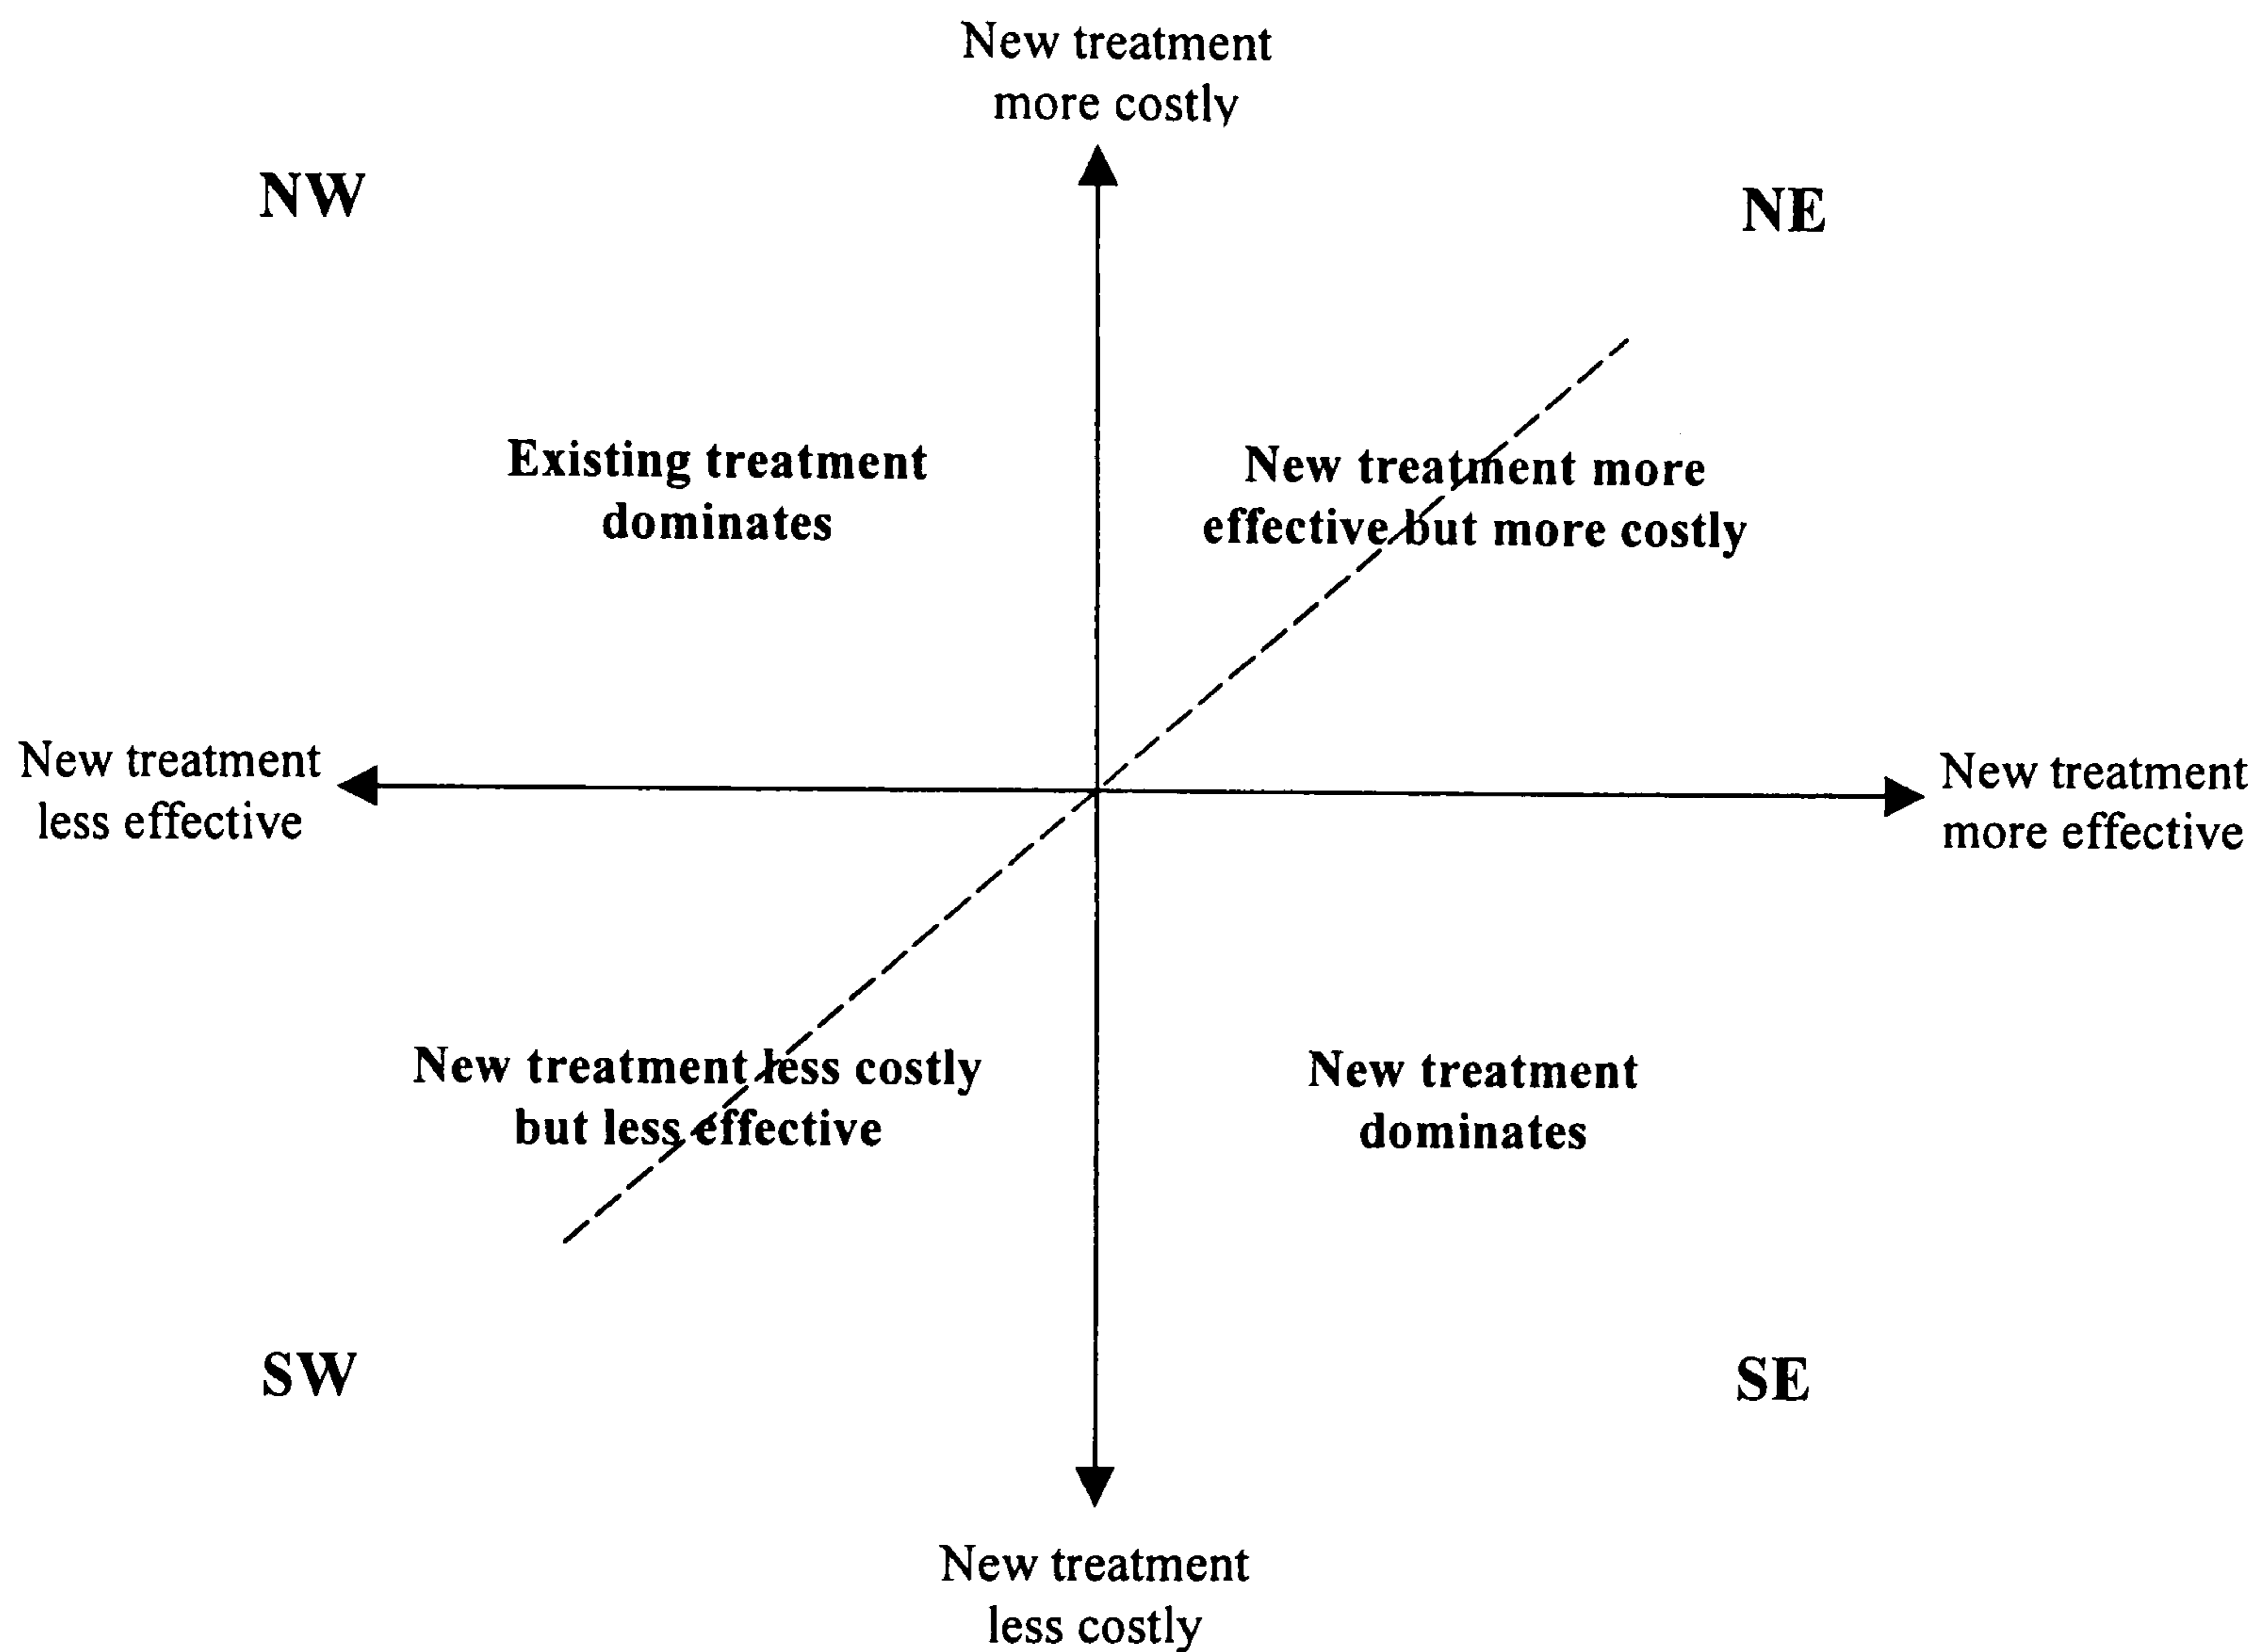 New treatment
more costly
NW
NE
Existing treatment
dominates
New treatment more
effective but more costly
New treatment
less effective
New treatment
more effective
New treatment less costly
but less effective
New treatment
dominates
SW
SE
New treatment
less costly